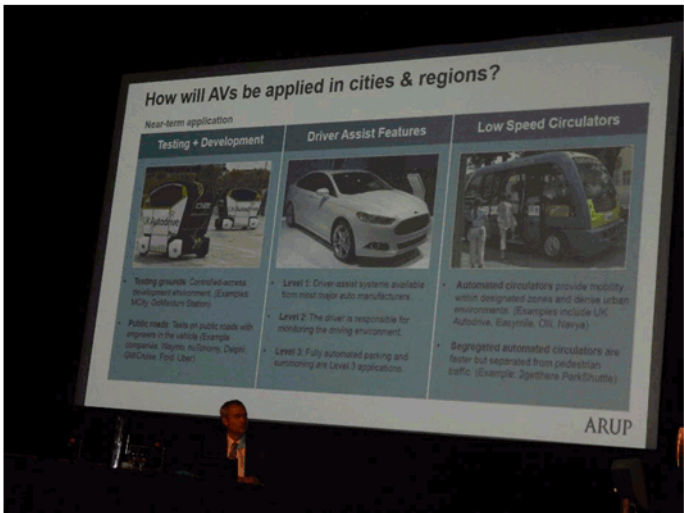 How will AVs be applied in cities & regions?
Near-term application
Testing + Development
Testing grounds: Controlled-access
development environment. (Examples:
MCity, GoMentum Station)
Public roads: Tests on public roads with
engineers in the vehicle (Example
companies, Waymo, nuTonomy, Delphi,
GM/Cruise, Ford, Uber)
Driver Assist Features
Level 1: Driver-assist systems available
from most major auto manufacturers.
Level 2: The driver is responsible for
monitoring the driving environment.
Level 3: Fully automated parking and
summoning are Level 3 applications.
Low Speed Circulators
Automated circulators provide mobility
within designated zones and dense urban
environments. (Examples include UK
Autodrive, Easymile, Olli, Navya)
Segregated automated circulators are
faster but separated from pedestrian
traffic. (Example: 2getthere ParkShuttle)
ARUP